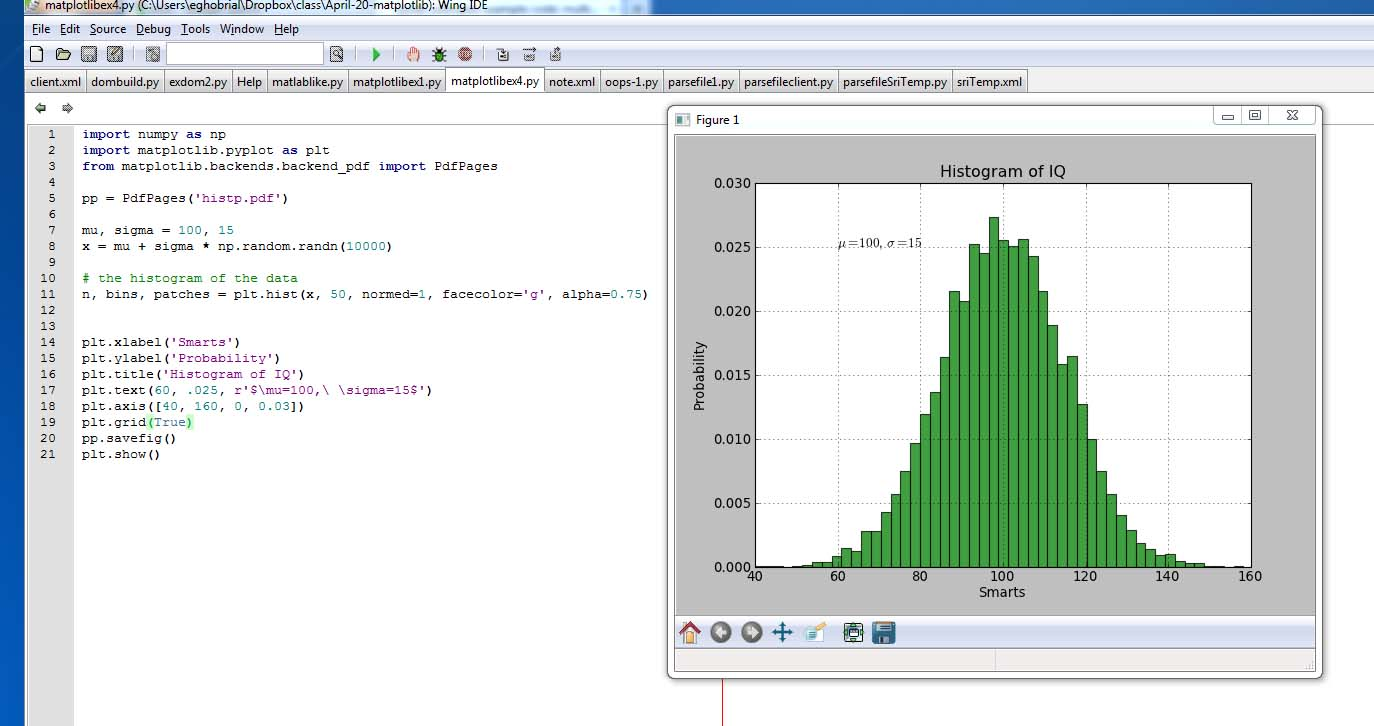 matplotlibex4.py (C:\Users\eghobrial\Dropbox\class\April-20-matplotlib): Wing IDE
File Edit Source Debug Tools Window Help
client.xml dombuild.py exdom2.py Help matlablike.py matplotlibex1.py matplotlibex4.py note.xml oops-1.py parsefile1.py parsefileclient.py parsefileSriTemp.py sriTemp.xml
1 import numpy as np
2 import matplotlib.pyplot as plt
3 from matplotlib.backends.backend_pdf import PdfPages
4
5 pp = PdfPages('histp.pdf')
6
7 mu, sigma = 100, 15
8 x = mu + sigma * np.random.randn(10000)
9
10 # the histogram of the data
11 n, bins, patches = plt.hist(x, 50, normed=1, facecolor='g', alpha=0.75)
12
13
14 plt.xlabel('Smarts')
15 plt.ylabel('Probability')
16 plt.title('Histogram of IQ')
17 plt.text(60, .025, r'$\mu=100,\ \sigma=15$')
18 plt.axis([40, 160, 0, 0.03])
19 plt.grid(True)
20 pp.savefig()
21 plt.show()
Figure 1
Histogram of IQ
0.030
0.025
0.020
0.015
0.010
0.005
0.000
Probability
μ=100, σ=15
40 60 80 100 120 140 160
Smarts